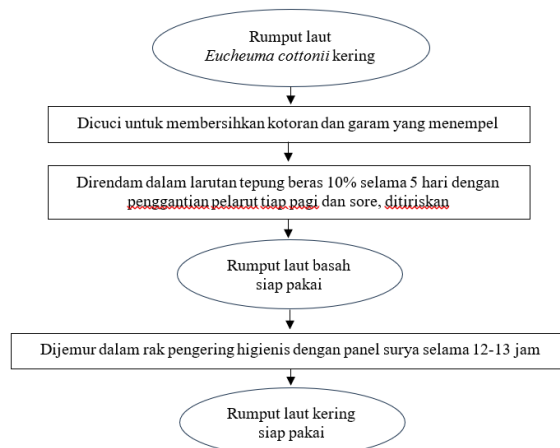 Rumput laut
Eucheuma cottonii kering
Dicuci untuk membersihkan kotoran dan garam yang menempel
Direndam dalam larutan tepung beras 10% selama 5 hari dengan
penggantian pelarut tiap pagi dan sore, ditiriskan
Rumput laut basah
siap pakai
Dijemur dalam rak pengering higienis dengan panel surya selama 12-13 jam
Rumput laut kering
siap pakai